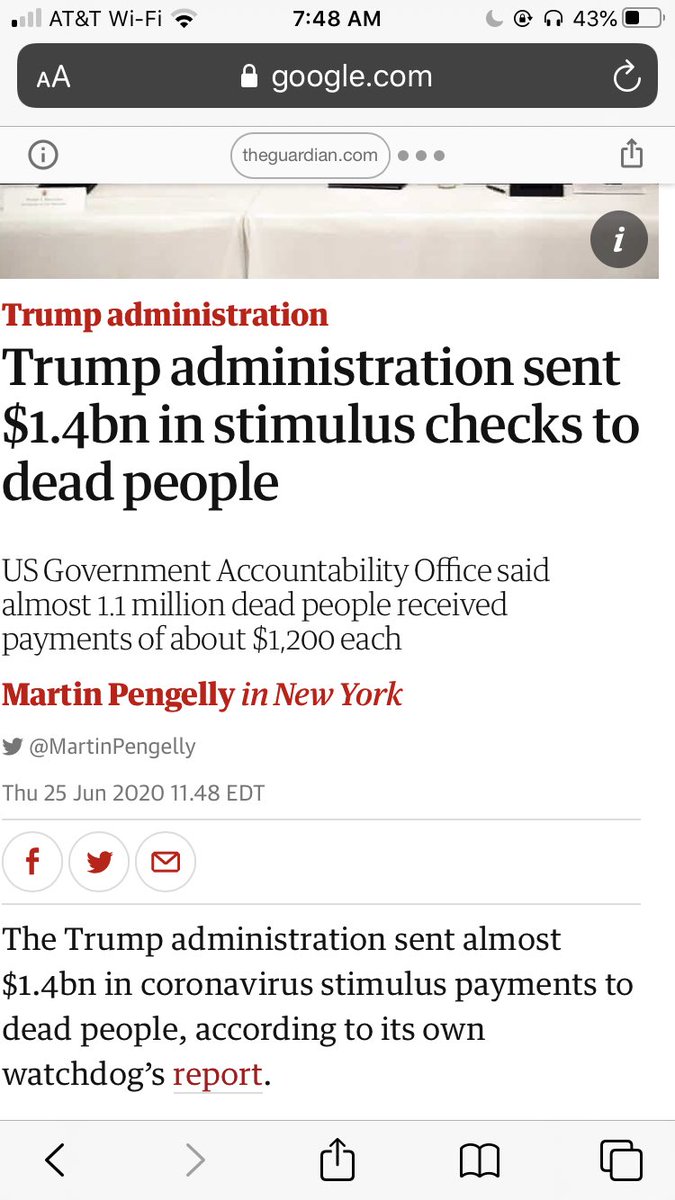 AT&T Wi-Fi 7:48 AM 43%
AA google.com
theguardian.com
i
Trump administration
Trump administration sent
$1.4bn in stimulus checks to
dead people
US Government Accountability Office said
almost 1.1 million dead people received
payments of about $1,200 each
Martin Pengelly in New York
@MartinPengelly
Thu 25 Jun 2020 11.48 EDT
The Trump administration sent almost
$1.4bn in coronavirus stimulus payments to
dead people, according to its own
watchdog’s report.